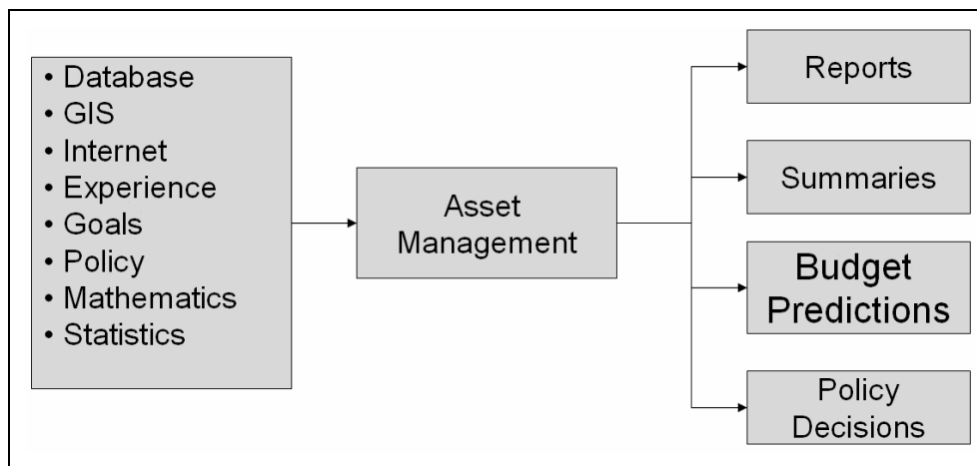 • Database
• GIS
• Internet
• Experience
• Goals
• Policy
• Mathematics
• Statistics
Asset
Management
Reports
Summaries
Budget
Predictions
Policy
Decisions